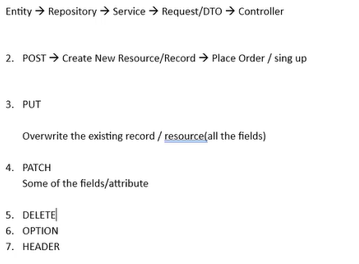 Entity → Repository → Service → Request/DTO → Controller
2. POST → Create New Resource/Record → Place Order / sing up
3. PUT
Overwrite the existing record / resource(all the fields)
4. PATCH
Some of the fields/attribute
5. DELETE
6. OPTION
7. HEADER